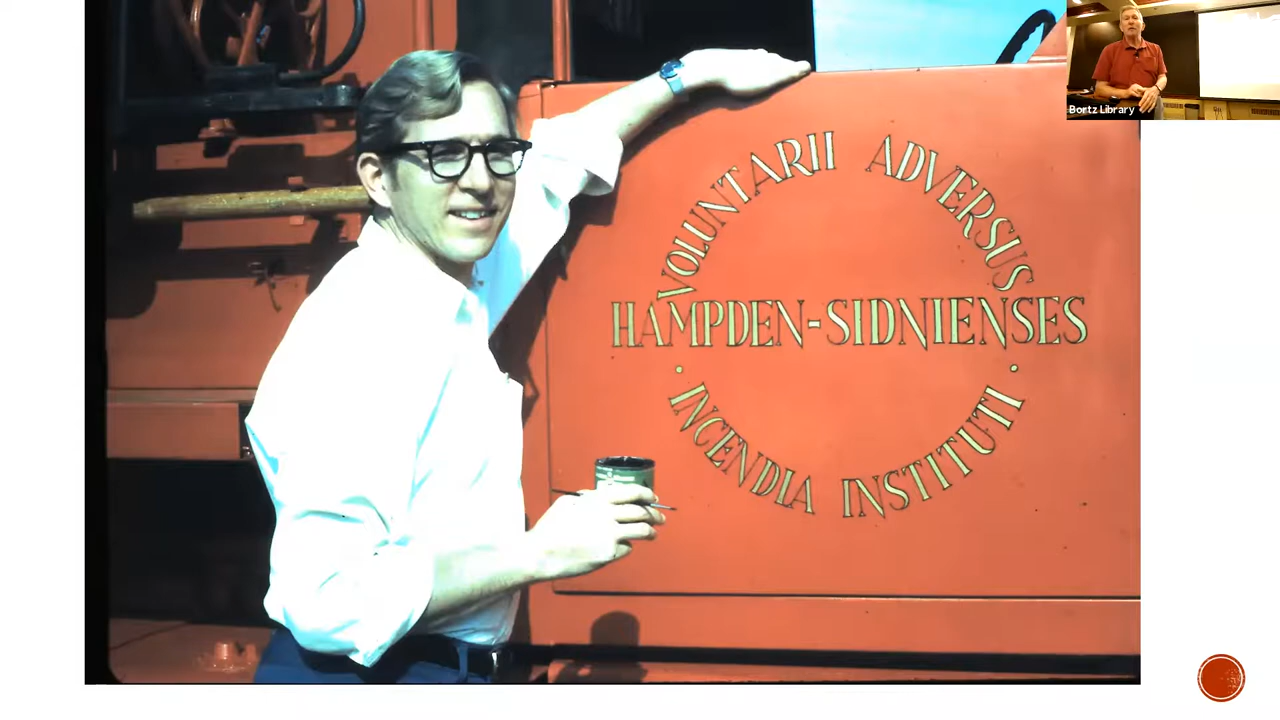 VOLUNTARII ADVERSUS
HAMPDEN-SIDNIENSES
· INCENDIA INSTITUTI ·
Bortz Library